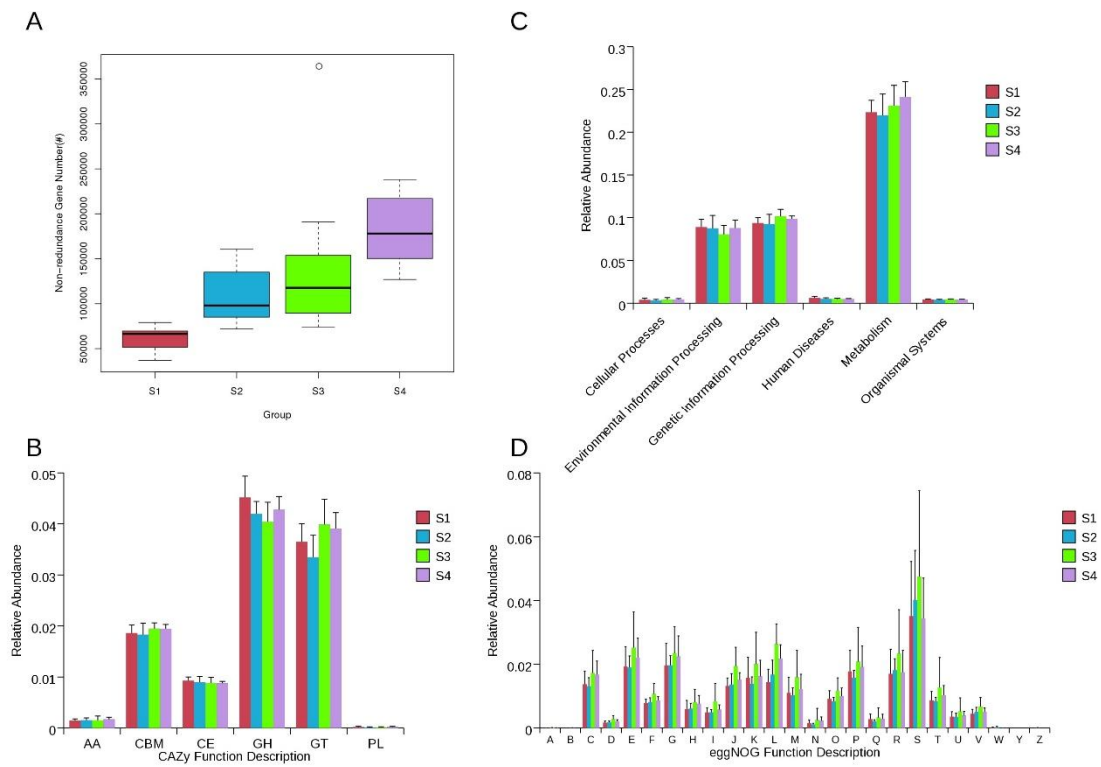 A
Non-redundance Gene Number(#)
350000
300000
250000
200000
150000
100000
50000
S1
S2
S3
S4
Group
C
Relative Abundance
0.3
0.25
0.2
0.15
0.1
0.05
0
Cellular Processes
Environmental Information Processing
Genetic Information Processing
Human Diseases
Metabolism
Organismal Systems
S1
S2
S3
S4
B
Relative Abundance
0.05
0.04
0.03
0.02
0.01
0
AA
CBM
CE
GH
GT
PL
CAZy Function Description
S1
S2
S3
S4
D
Relative Abundance
0.08
0.06
0.04
0.02
0
A B C D E F G H I J K L M N O P Q R S T U V W Y Z
eggNOG Function Description
S1
S2
S3
S4